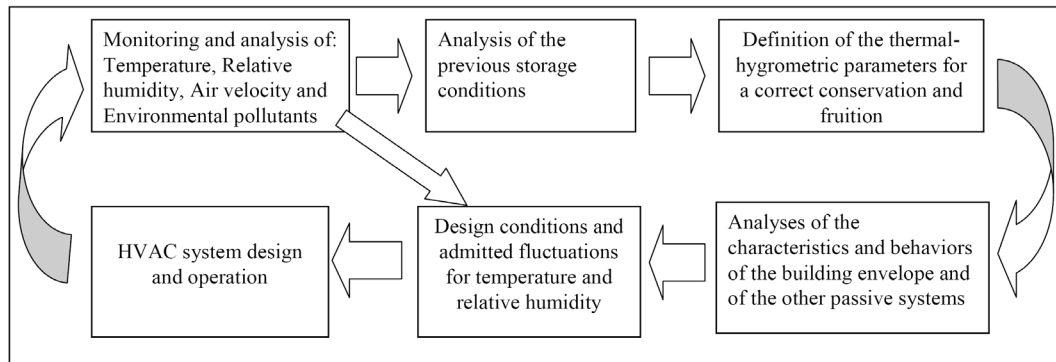 Monitoring and analysis of:
Temperature, Relative
humidity, Air velocity and
Environmental pollutants
Analysis of the
previous storage
conditions
Definition of the thermal-
hygrometric parameters for
a correct conservation and
fruition
Analyses of the
characteristics and behaviors
of the building envelope and
of the other passive systems
Design conditions and
admitted fluctuations
for temperature and
relative humidity
HVAC system design
and operation